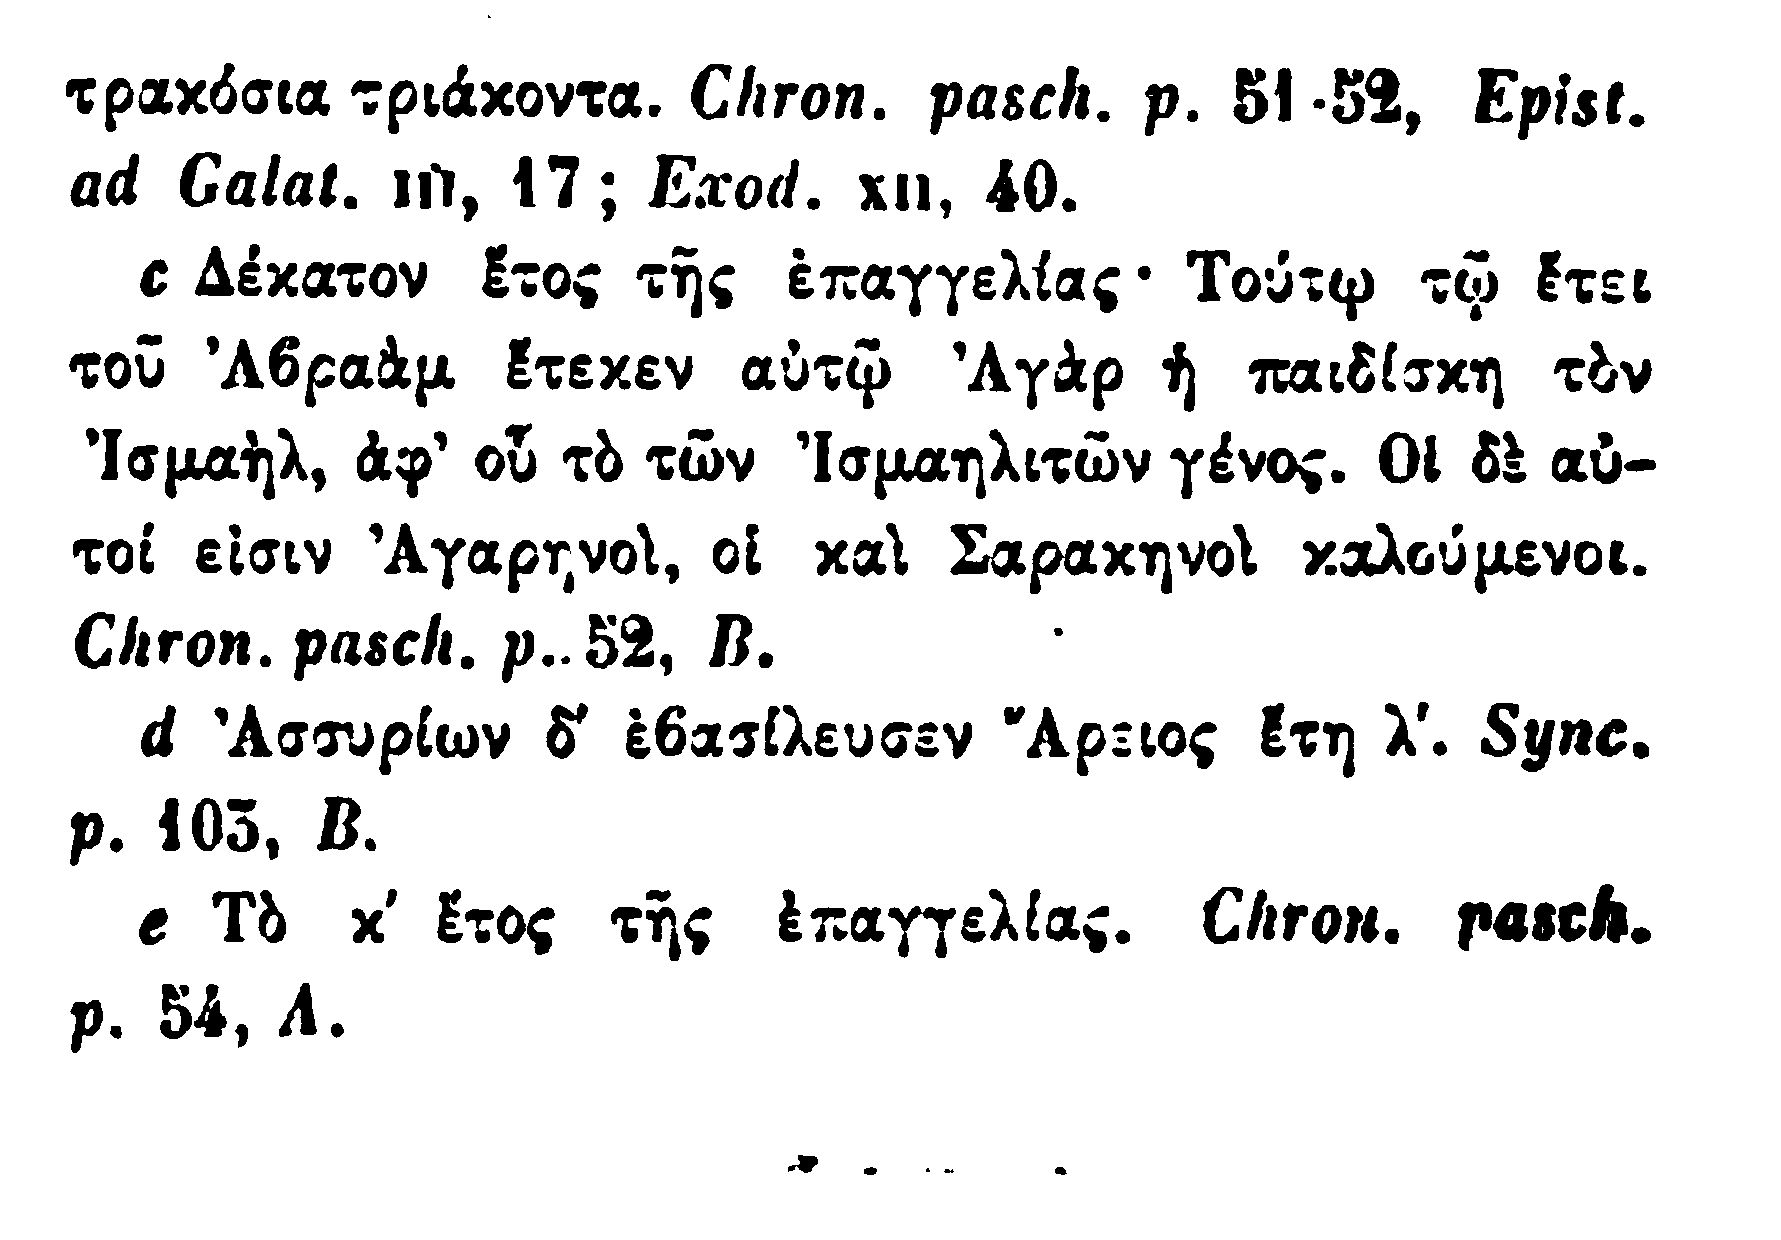 τρακόσια τριάκοντα. Chron. pasch. p. 51-52, Epist.
ad Galat. III, 17; Exod. XII, 40.
c Δέκατον ἔτος τῆς ἐπαγγελίας· Τούτῳ τῷ ἔτει
τοῦ Ἀϐραὰμ ἔτεκεν αὐτῷ Ἀγὰρ ἡ παιδίσκη τὸν
Ἰσμαὴλ, ἀφ' οὗ τὸ τῶν Ἰσμαηλιτῶν γένος. Οἱ δὲ αὐ-
τοί εἰσιν Ἀγαρηνοὶ, οἱ καὶ Σαρακηνοὶ καλούμενοι.
Chron. pasch. p. 52, B.
d Ἀσσυρίων δ' ἐϐασίλευσεν Ἄρειος ἔτη λ'. Sync.
p. 103, B.
e Τὸ κ' ἔτος τῆς ἐπαγγελίας. Chron. pasch.
p. 54, A.